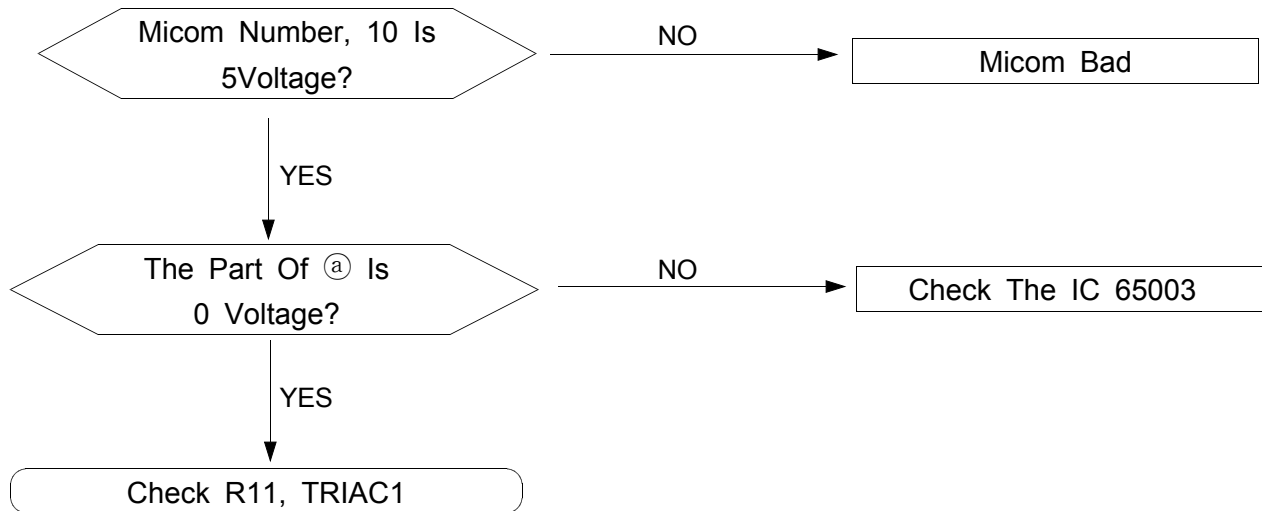 Micom Number, 10 Is
5Voltage?
NO
Micom Bad
YES
The Part Of ⓐ Is
0 Voltage?
NO
Check The IC 65003
YES
Check R11, TRIAC1